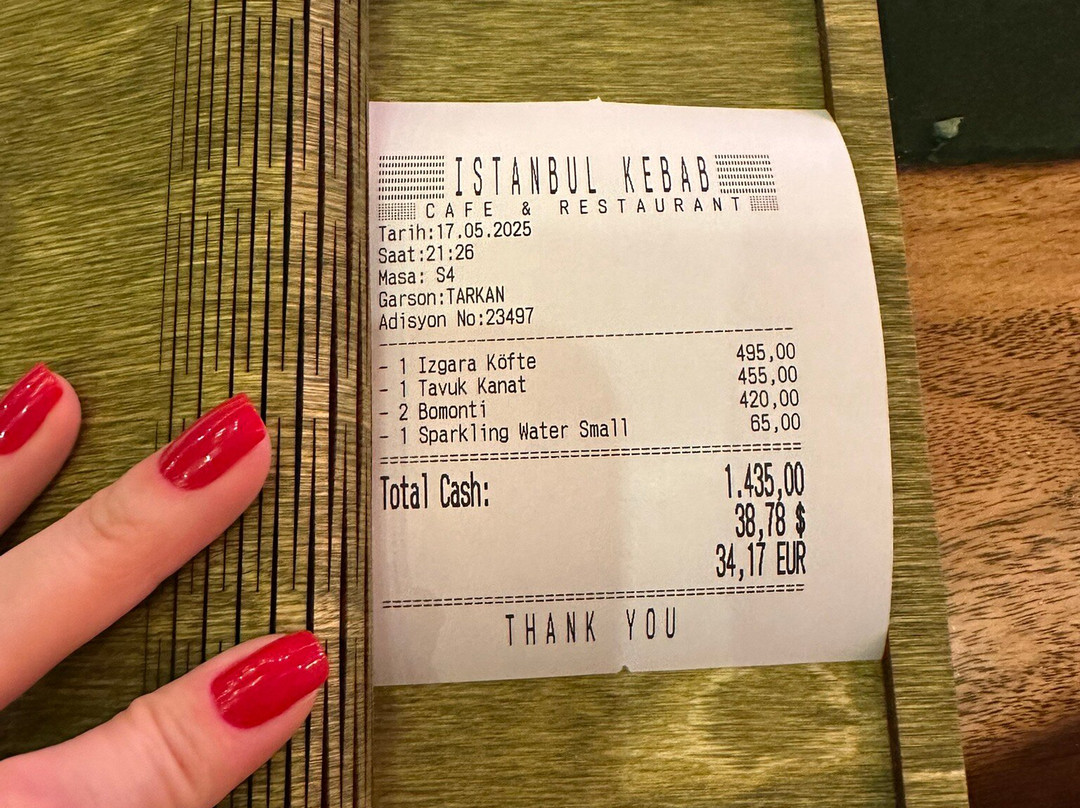 ISTANBUL KEBAB
CAFE & RESTAURANT
Tarih:17.05.2025
Saat:21:26
Masa: S4
Garson:TARKAN
Adisyon No:23497
- 1 Izgara Köfte 495,00
- 1 Tavuk Kanat 455,00
- 2 Bomonti 420,00
- 1 Sparkling Water Small 65,00
Total Cash: 1.435,00
38,78 $
34,17 EUR
THANK YOU